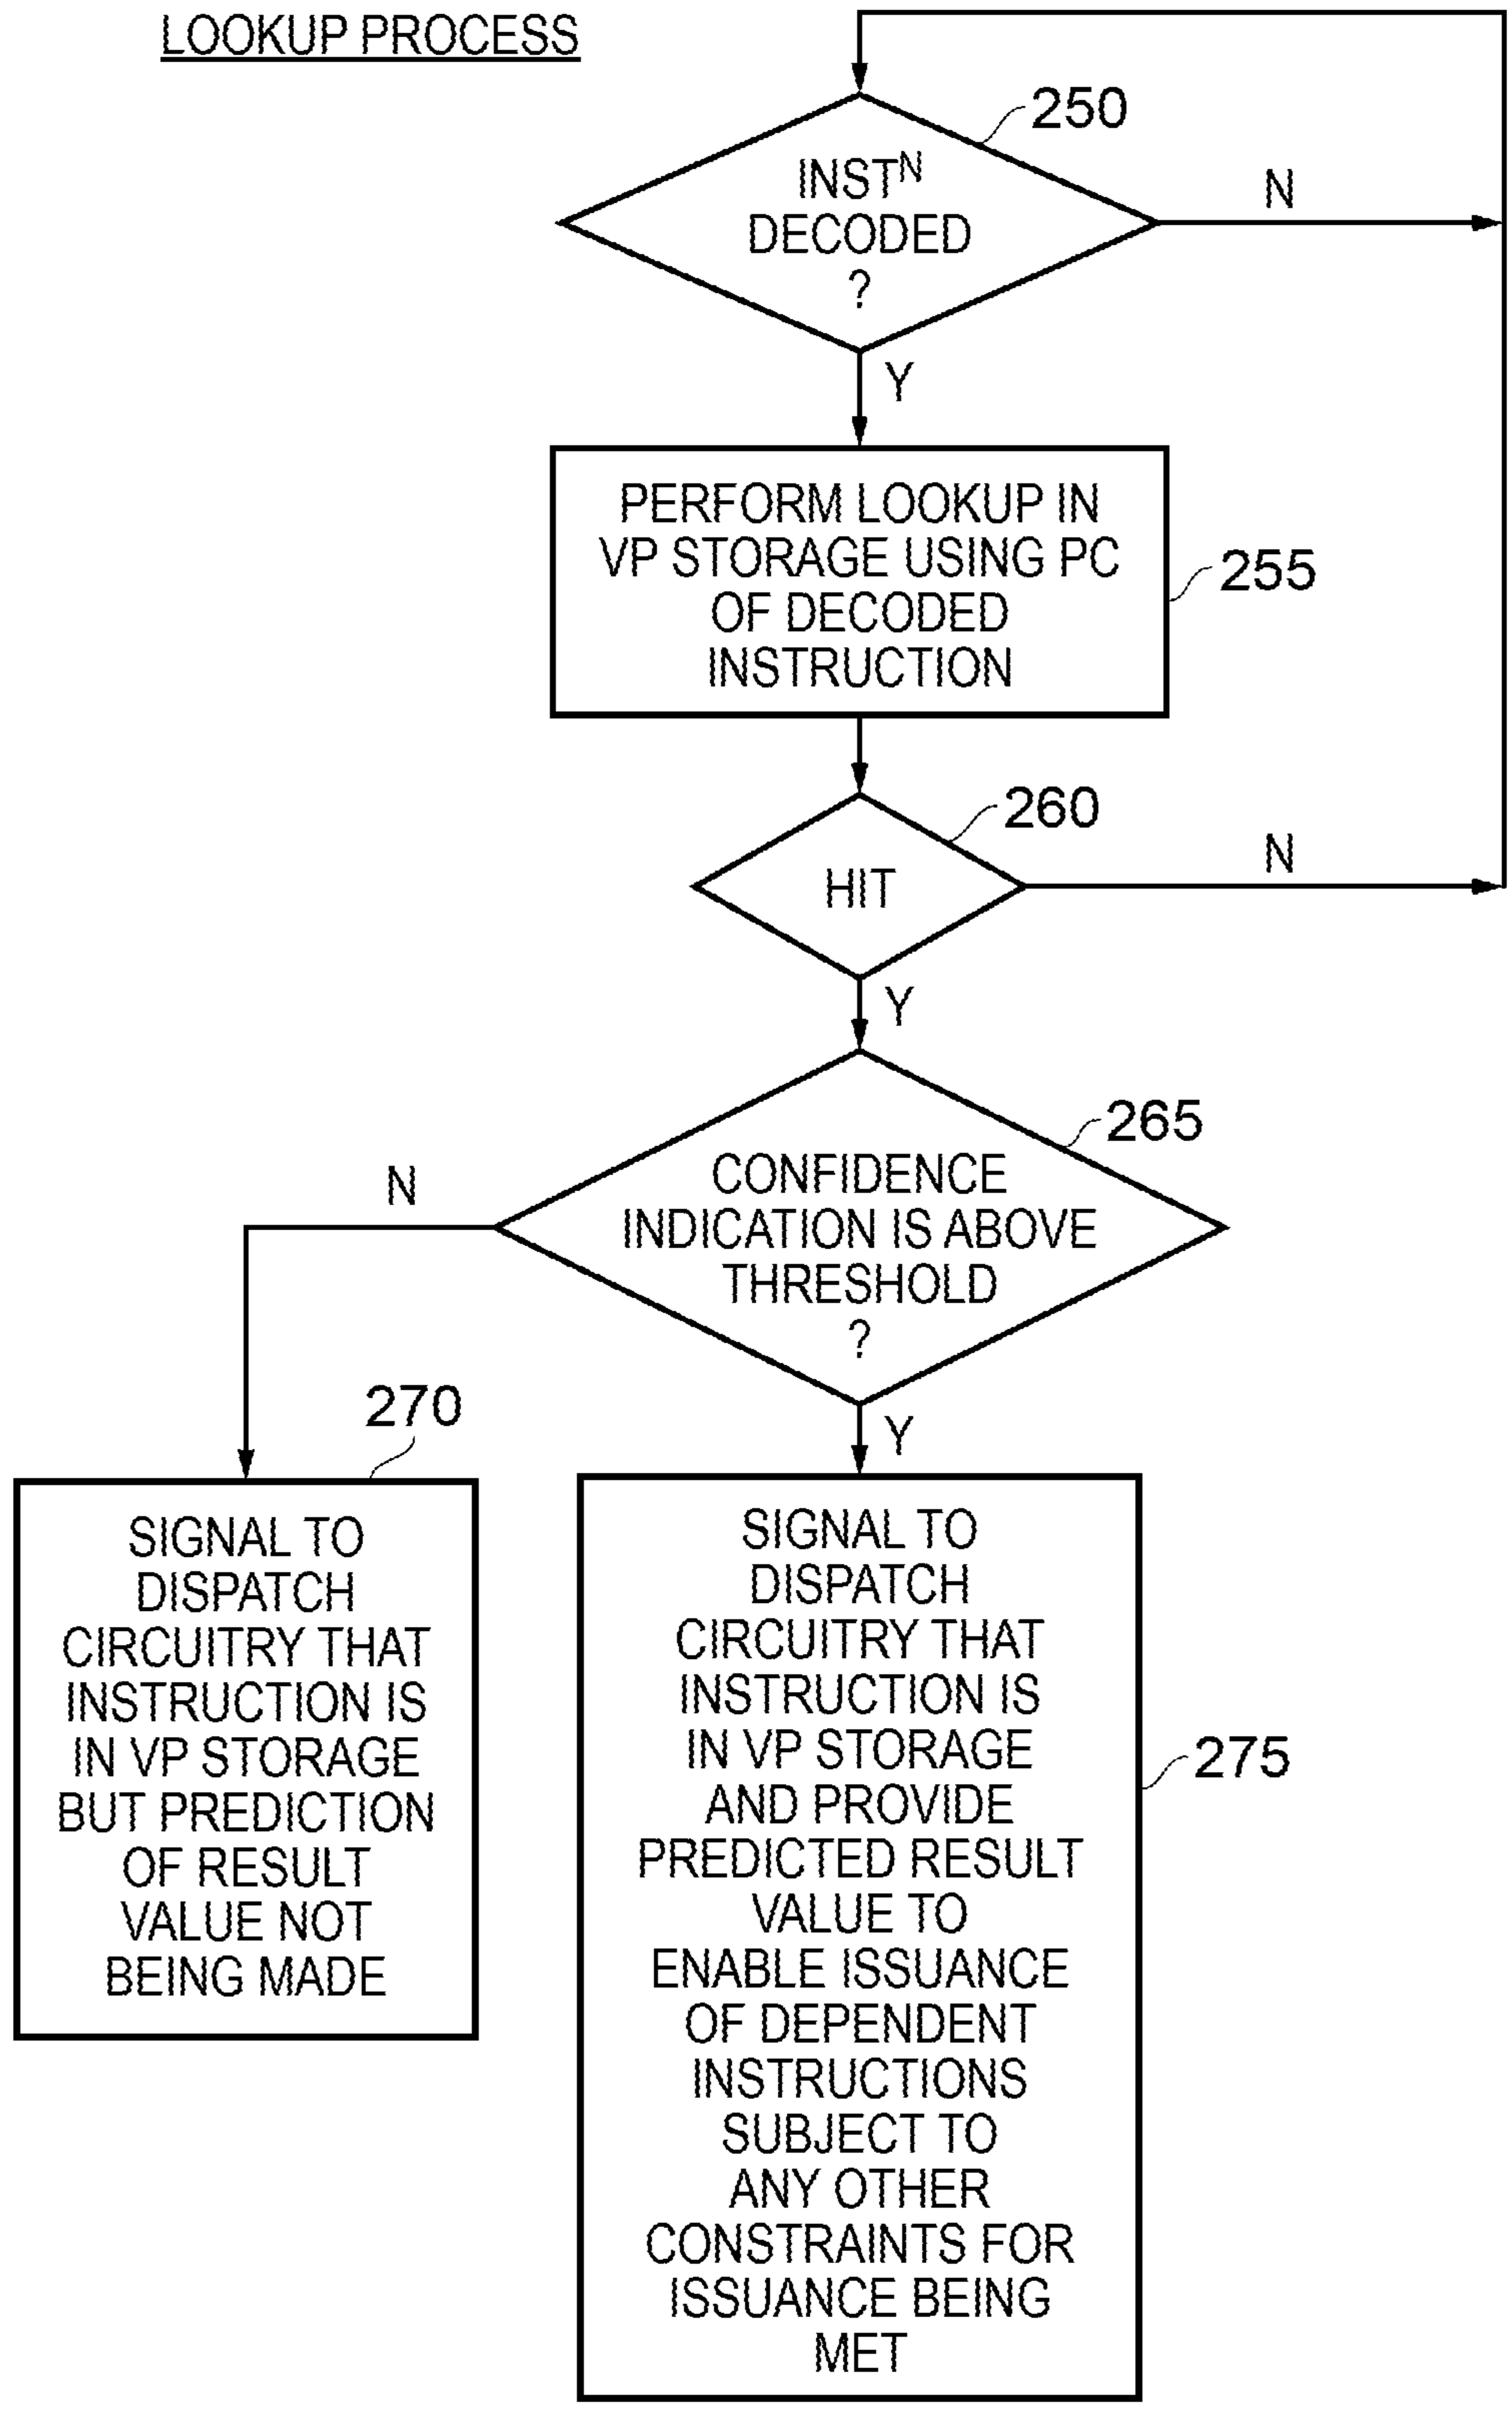 LOOKUP PROCESS
250
INSTᴺ
DECODED
?
N
Y
PERFORM LOOKUP IN
VP STORAGE USING PC
OF DECODED
INSTRUCTION
255
260
HIT
N
Y
265
CONFIDENCE
INDICATION IS ABOVE
THRESHOLD
?
N
Y
270
SIGNAL TO
DISPATCH
CIRCUITRY THAT
INSTRUCTION IS
IN VP STORAGE
BUT PREDICTION
OF RESULT
VALUE NOT
BEING MADE
SIGNAL TO
DISPATCH
CIRCUITRY THAT
INSTRUCTION IS
IN VP STORAGE
AND PROVIDE
PREDICTED RESULT
VALUE TO
ENABLE ISSUANCE
OF DEPENDENT
INSTRUCTIONS
SUBJECT TO
ANY OTHER
CONSTRAINTS FOR
ISSUANCE BEING
MET
275